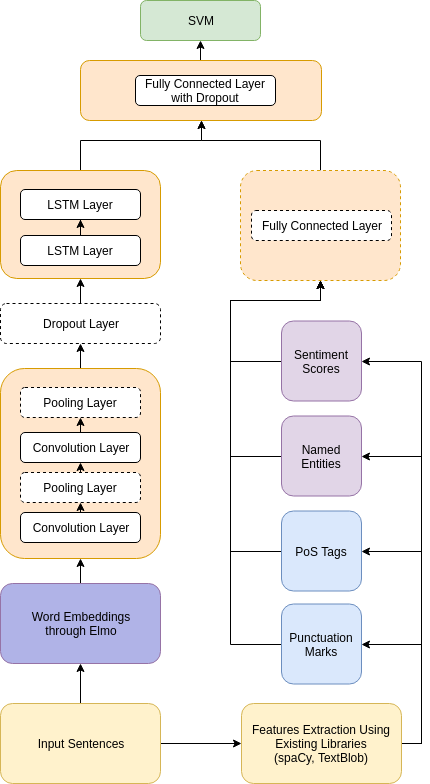 SVM
Fully Connected Layer
with Dropout
LSTM Layer
LSTM Layer
Fully Connected Layer
Dropout Layer
Sentiment
Scores
Pooling Layer
Convolution Layer
Named
Entities
Pooling Layer
Convolution Layer
PoS Tags
Word Embeddings
through Elmo
Punctuation
Marks
Input Sentences
Features Extraction Using
Existing Libraries
(spaCy, TextBlob)